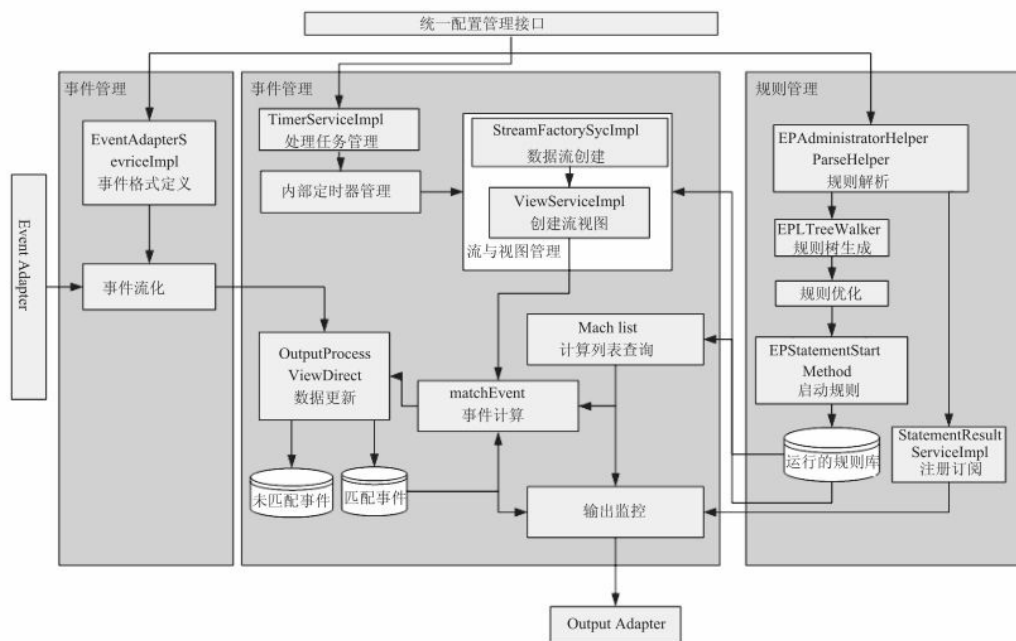 统一配置管理接口
事件管理
EventAdapterS
evriceImpl
事件格式定义
事件流化
Event Adapter
事件管理
TimerServiceImpl
处理任务管理
内部定时器管理
StreamFactorySycImpl
数据流创建
ViewServiceImpl
创建流视图
流与视图管理
OutputProcess
ViewDirect
数据更新
Mach list
计算列表查询
matchEvent
事件计算
未匹配事件
匹配事件
输出监控
规则管理
EPAdministratorHelper
ParseHelper
规则解析
EPLTreeWalker
规则树生成
规则优化
EPStatementStart
Method
启动规则
运行的规则库
StatementResult
ServiceImpl
注册订阅
Output Adapter